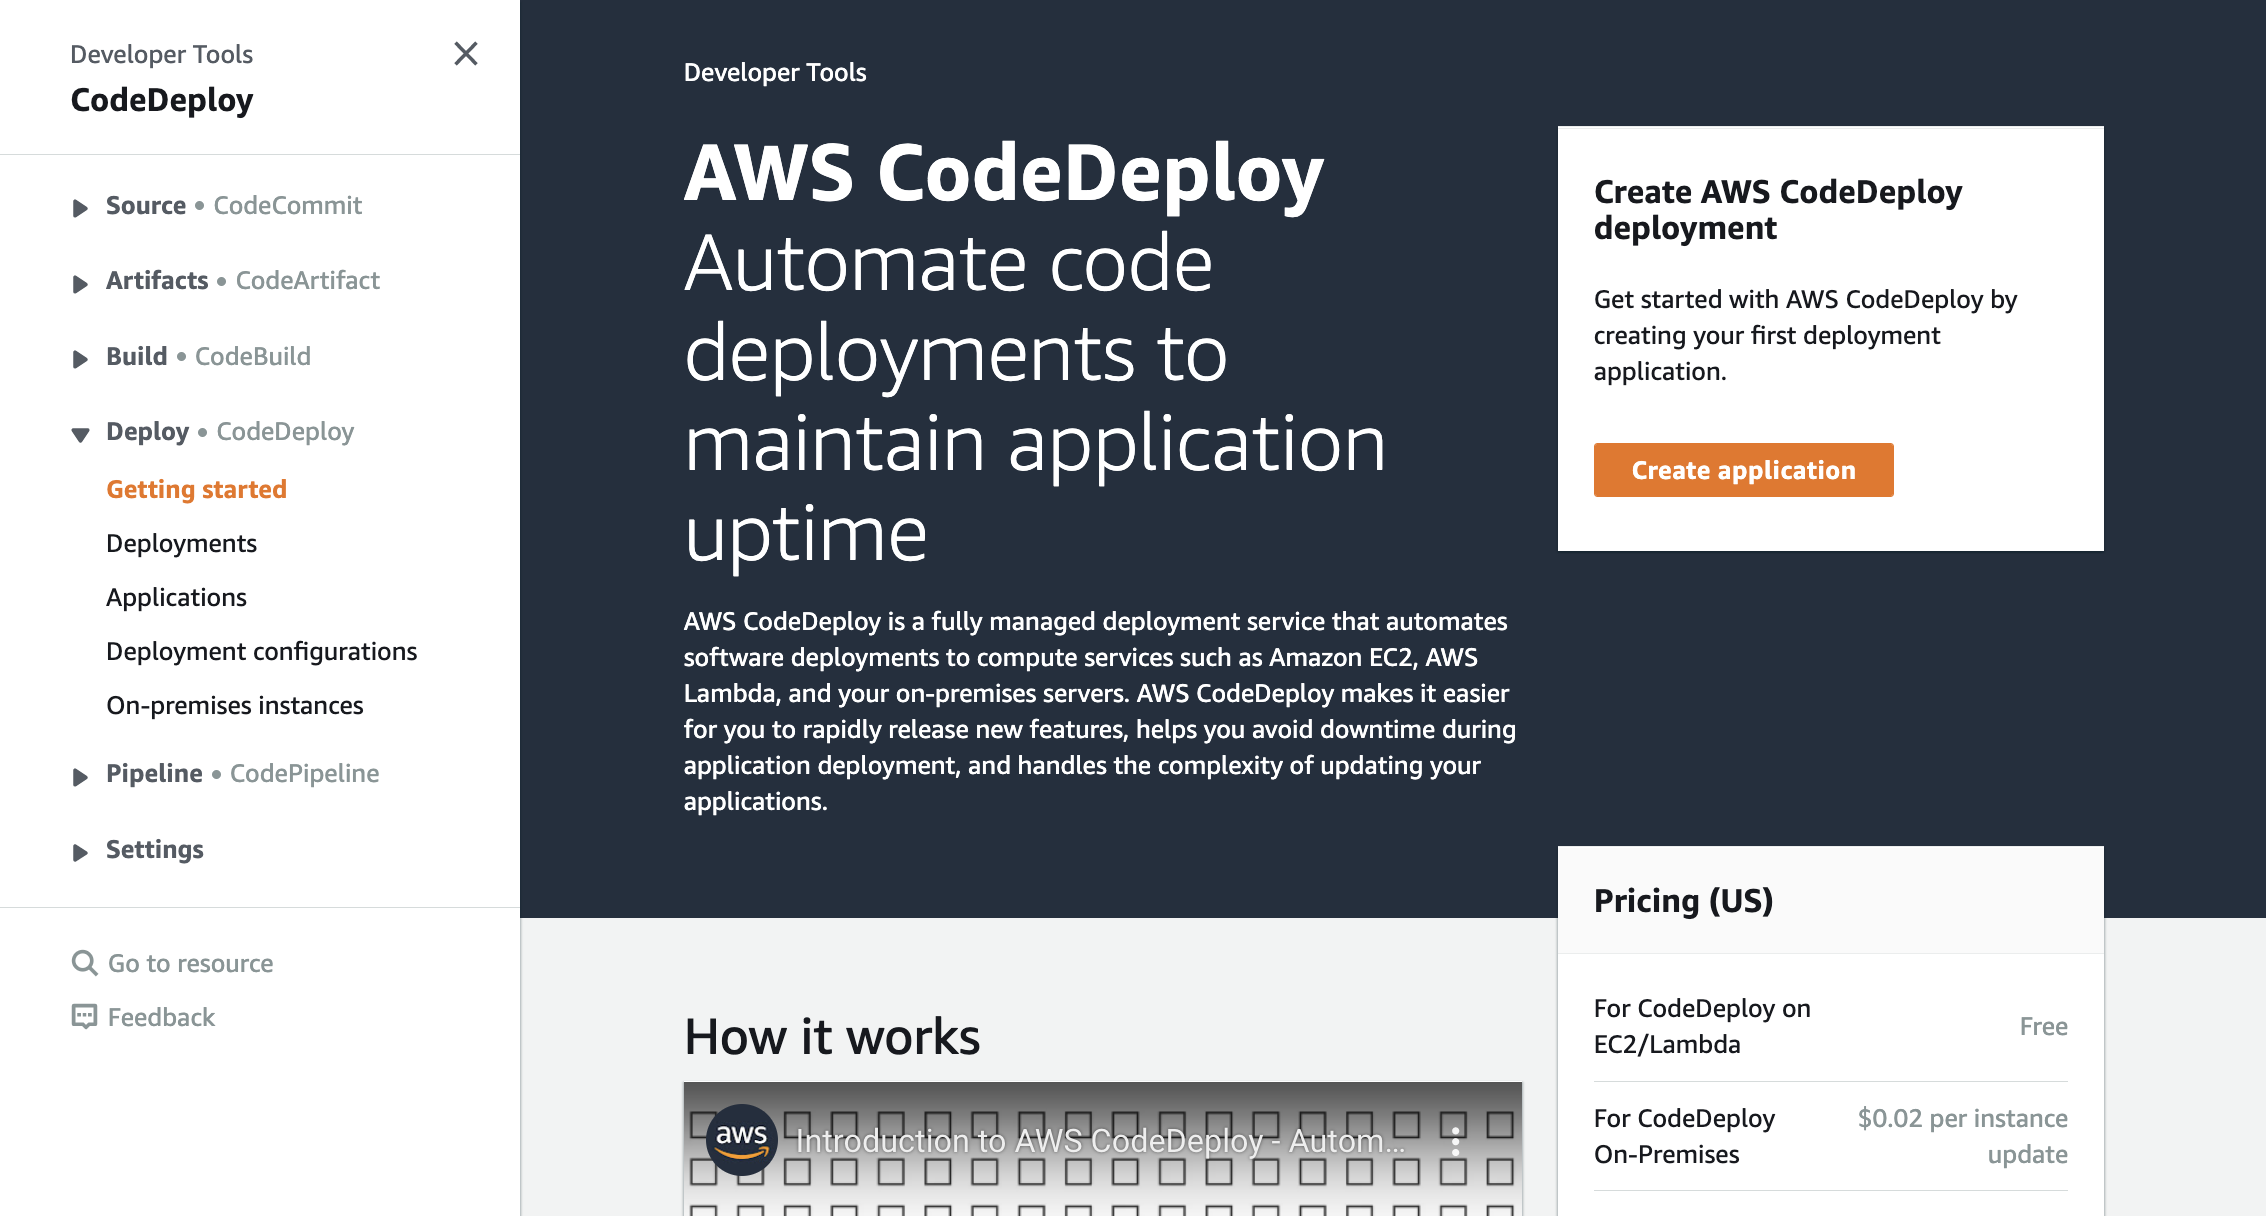 Developer Tools
CodeDeploy
Source • CodeCommit
Artifacts • CodeArtifact
Build • CodeBuild
Deploy • CodeDeploy
Getting started
Deployments
Applications
Deployment configurations
On-premises instances
Pipeline • CodePipeline
Settings
Go to resource
Feedback
Developer Tools
AWS CodeDeploy
Automate code
deployments to
maintain application
uptime
AWS CodeDeploy is a fully managed deployment service that automates
software deployments to compute services such as Amazon EC2, AWS
Lambda, and your on-premises servers. AWS CodeDeploy makes it easier
for you to rapidly release new features, helps you avoid downtime during
application deployment, and handles the complexity of updating your
applications.
Create AWS CodeDeploy
deployment
Get started with AWS CodeDeploy by
creating your first deployment
application.
Create application
Pricing (US)
For CodeDeploy on
EC2/Lambda
Free
For CodeDeploy
On-Premises
$0.02 per instance
update
How it works
aws
Introduction to AWS CodeDeploy - Autom...